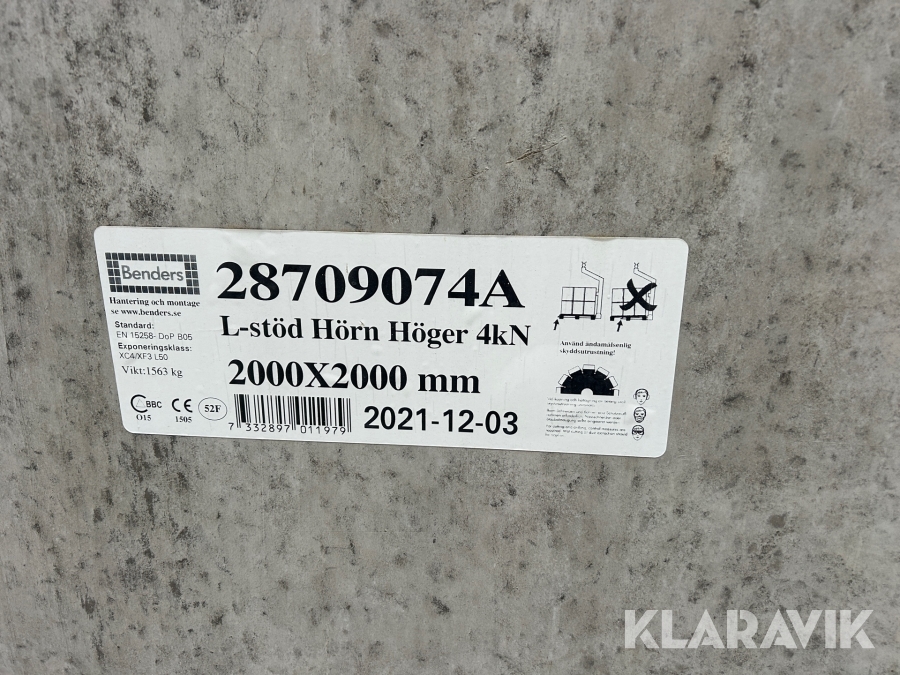 Benders
28709074A
Hantering och montage
se www.benders.se
L-stöd Hörn Höger 4kN
Standard:
EN 15258- DoP B05
Exponeringsklass:
XC4/XF3 L50
Vikt:1563 kg
2000X2000 mm
Använd ändamålsenlig
skyddsutrustning!
BBC
O15
CE
1505
52F
7 332897 011979
2021-12-03
KLARAVIK